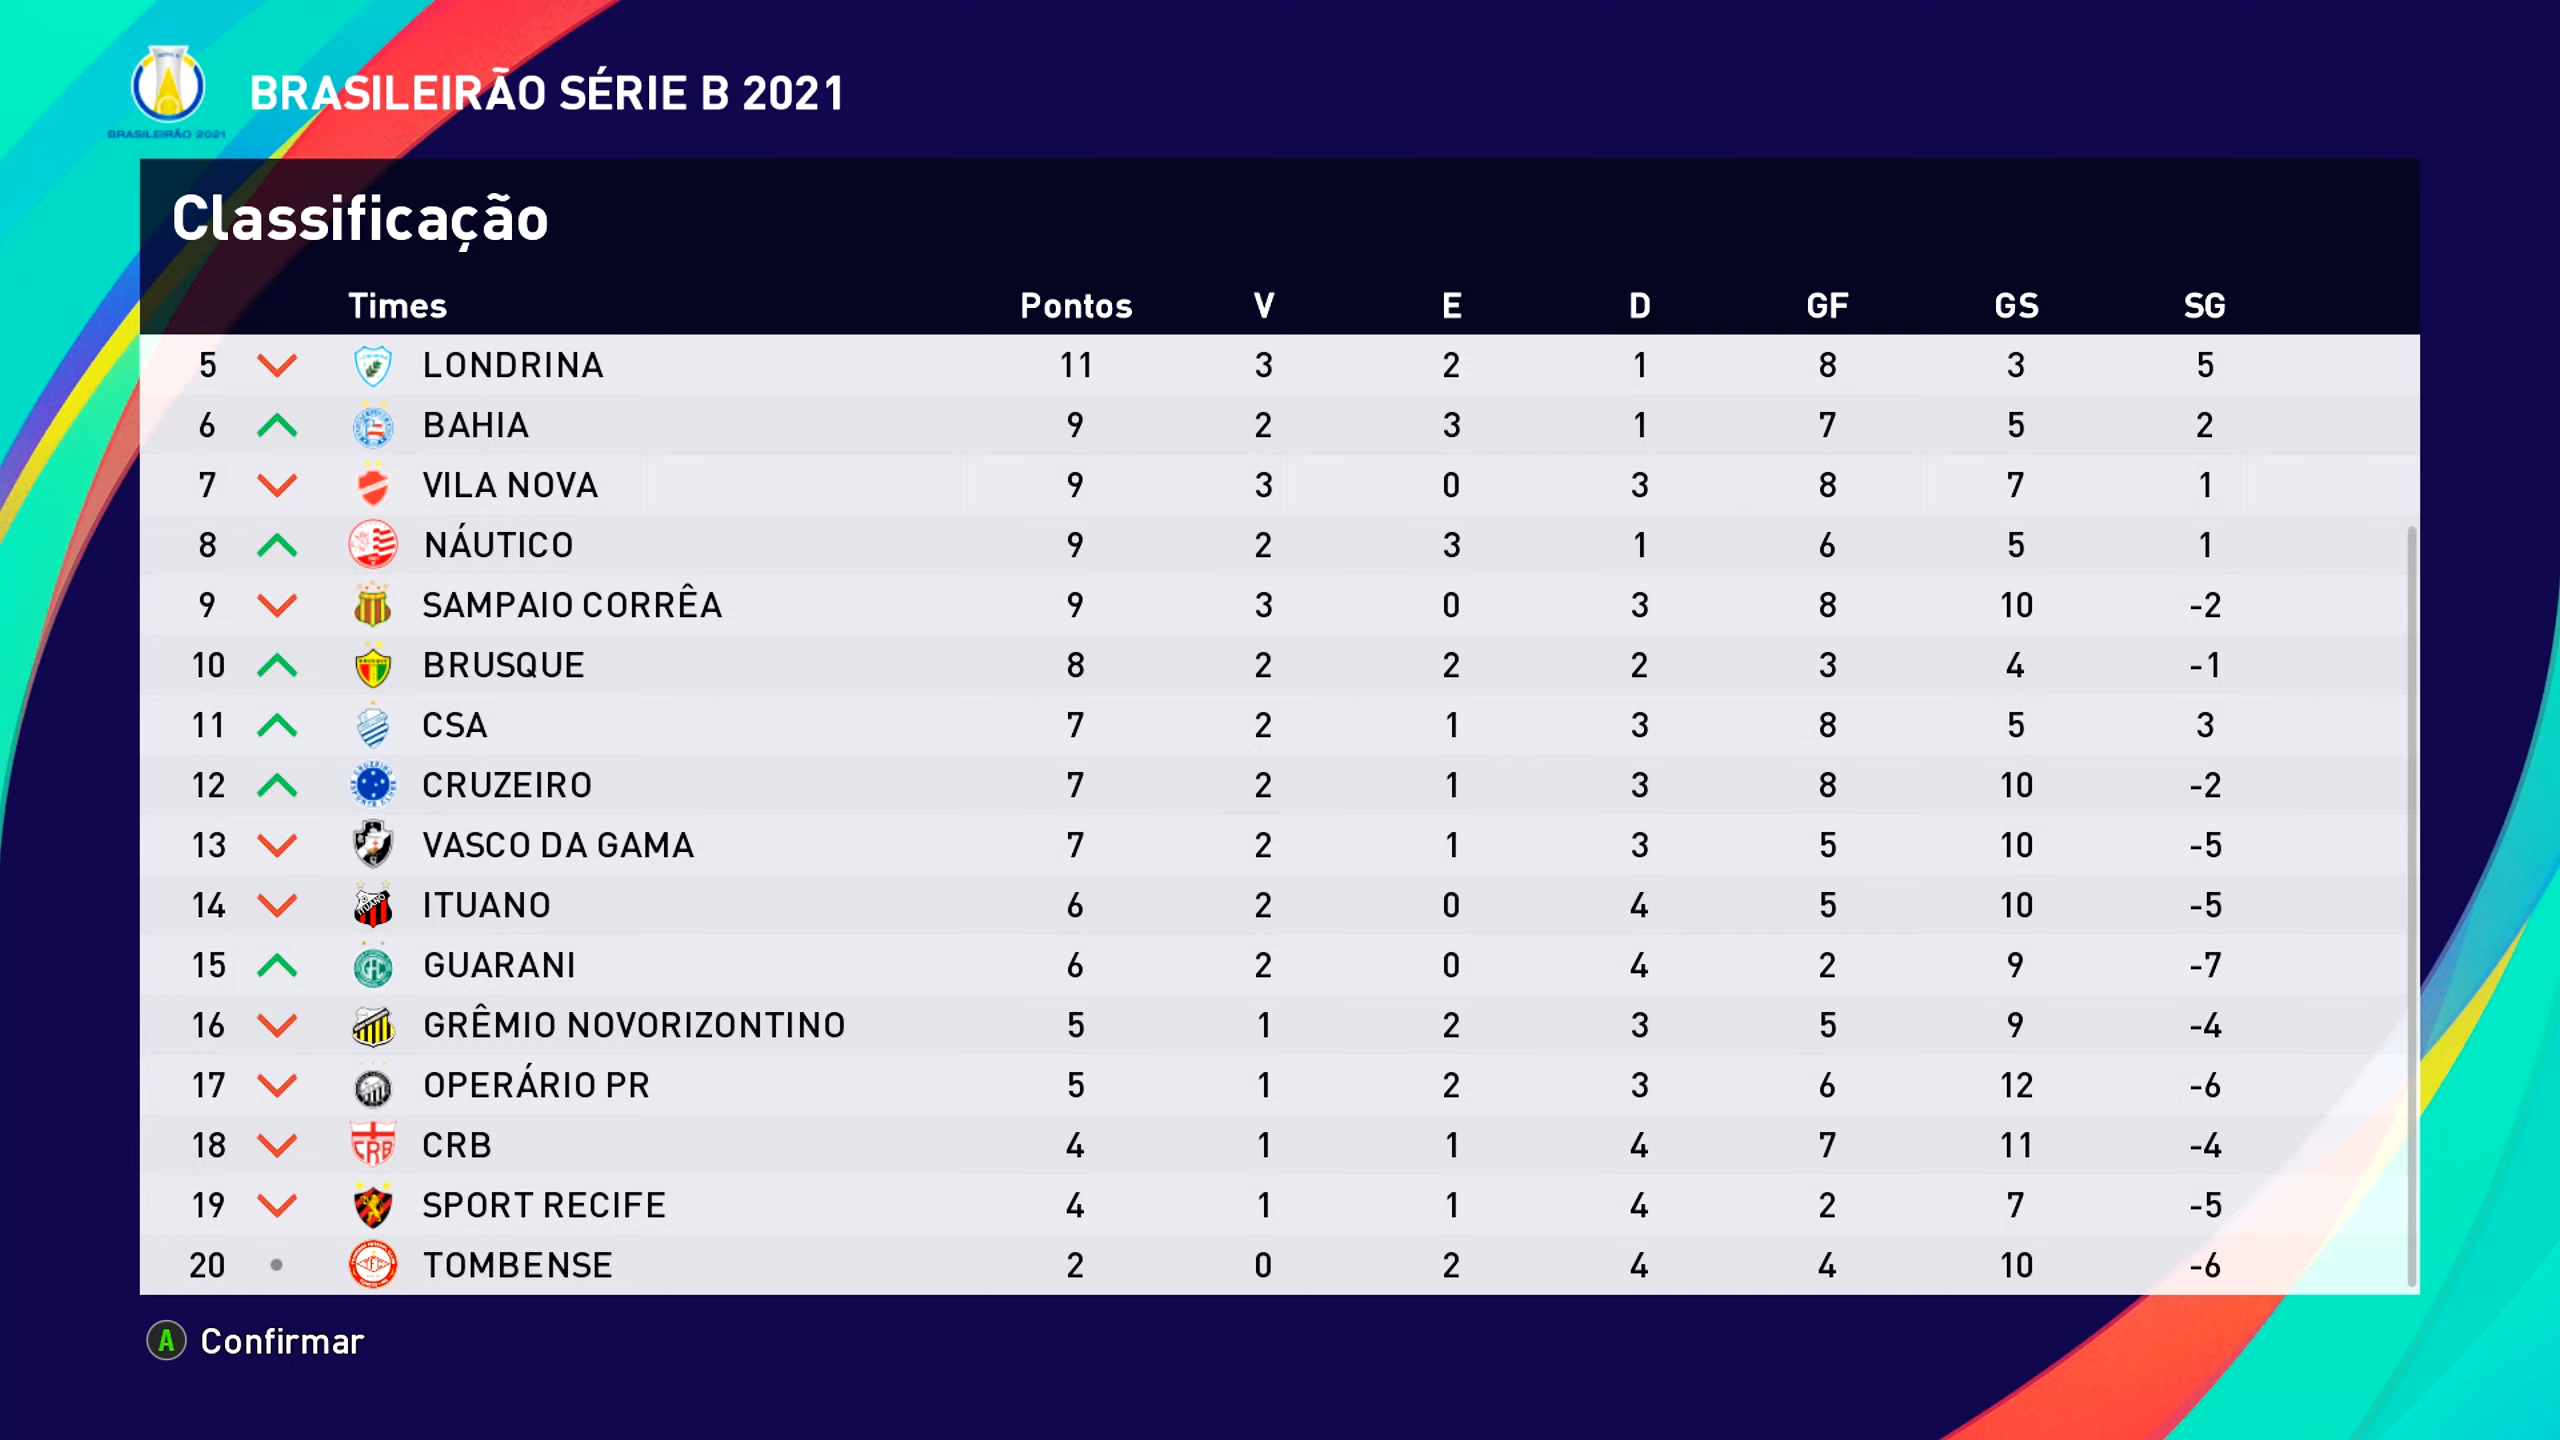 BRASILEIRÃO 2021
BRASILEIRÃO SÉRIE B 2021
Classificação
Times Pontos V E D GF GS SG
5 LONDRINA 11 3 2 1 8 3 5
6 BAHIA 9 2 3 1 7 5 2
7 VILA NOVA 9 3 0 3 8 7 1
8 NÁUTICO 9 2 3 1 6 5 1
9 SAMPAIO CORRÊA 9 3 0 3 8 10 -2
10 BRUSQUE 8 2 2 2 3 4 -1
11 CSA 7 2 1 3 8 5 3
12 CRUZEIRO 7 2 1 3 8 10 -2
13 VASCO DA GAMA 7 2 1 3 5 10 -5
14 ITUANO 6 2 0 4 5 10 -5
15 GUARANI 6 2 0 4 2 9 -7
16 GRÊMIO NOVORIZONTINO 5 1 2 3 5 9 -4
17 OPERÁRIO PR 5 1 2 3 6 12 -6
18 CRB CRB 4 1 1 4 7 11 -4
19 SPORT RECIFE 4 1 1 4 2 7 -5
20 TOMBENSE 2 0 2 4 4 10 -6
A Confirmar